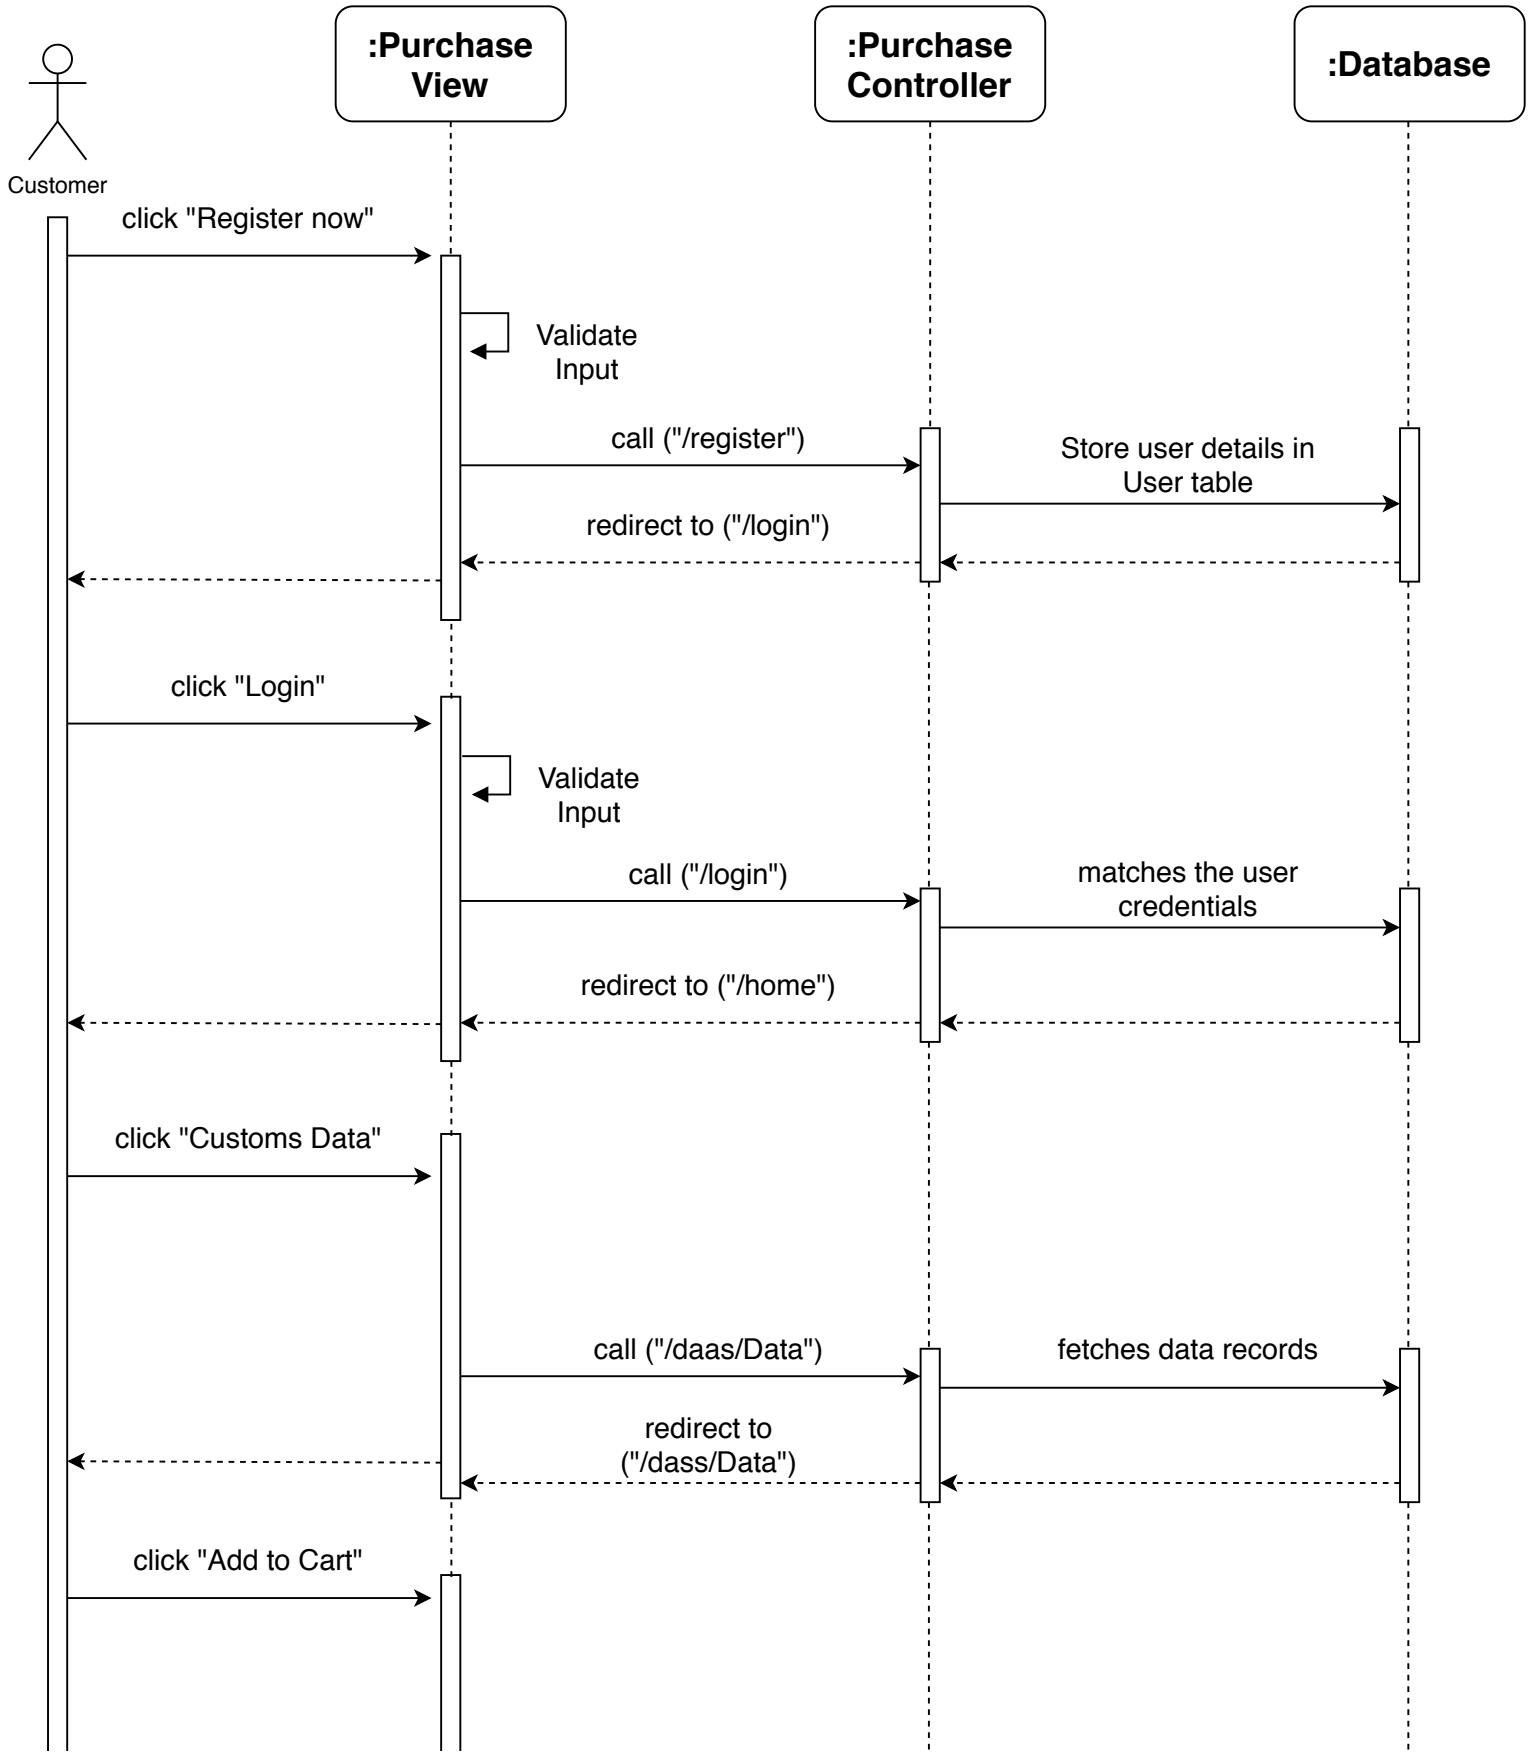 :Purchase
View
:Purchase
Controller
:Database
Customer
click "Register now"
Validate
Input
call ("/register")
Store user details in
User table
redirect to ("/login")
click "Login"
Validate
Input
call ("/login")
matches the user
credentials
redirect to ("/home")
click "Customs Data"
call ("/daas/Data")
fetches data records
redirect to
("/dass/Data")
click "Add to Cart"